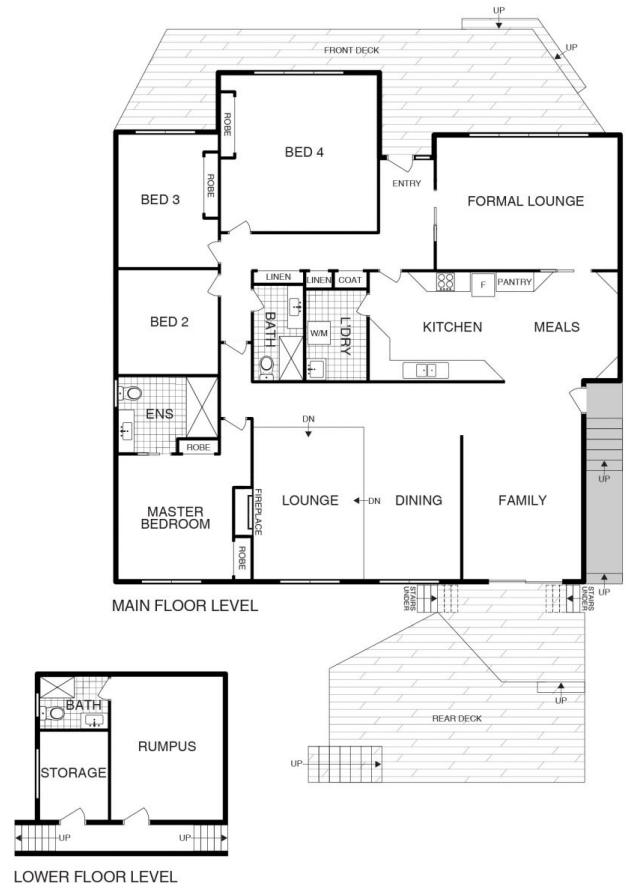 UP
UP
FRONT DECK
ROBE
BED 4
ROBE
BED 3
ENTRY
FORMAL LOUNGE
LINEN
LINEN
COAT
F
PANTRY
BED 2
BATH
W/M
L'DRY
KITCHEN
MEALS
ENS
ROBE
DN
UP
MASTER
BEDROOM
FIREPLACE
LOUNGE
DN
DINING
FAMILY
ROBE
STAIRS
UNDER
STAIRS
UNDER
UP
MAIN FLOOR LEVEL
UP
REAR DECK
UP
BATH
RUMPUS
STORAGE
UP
UP
LOWER FLOOR LEVEL